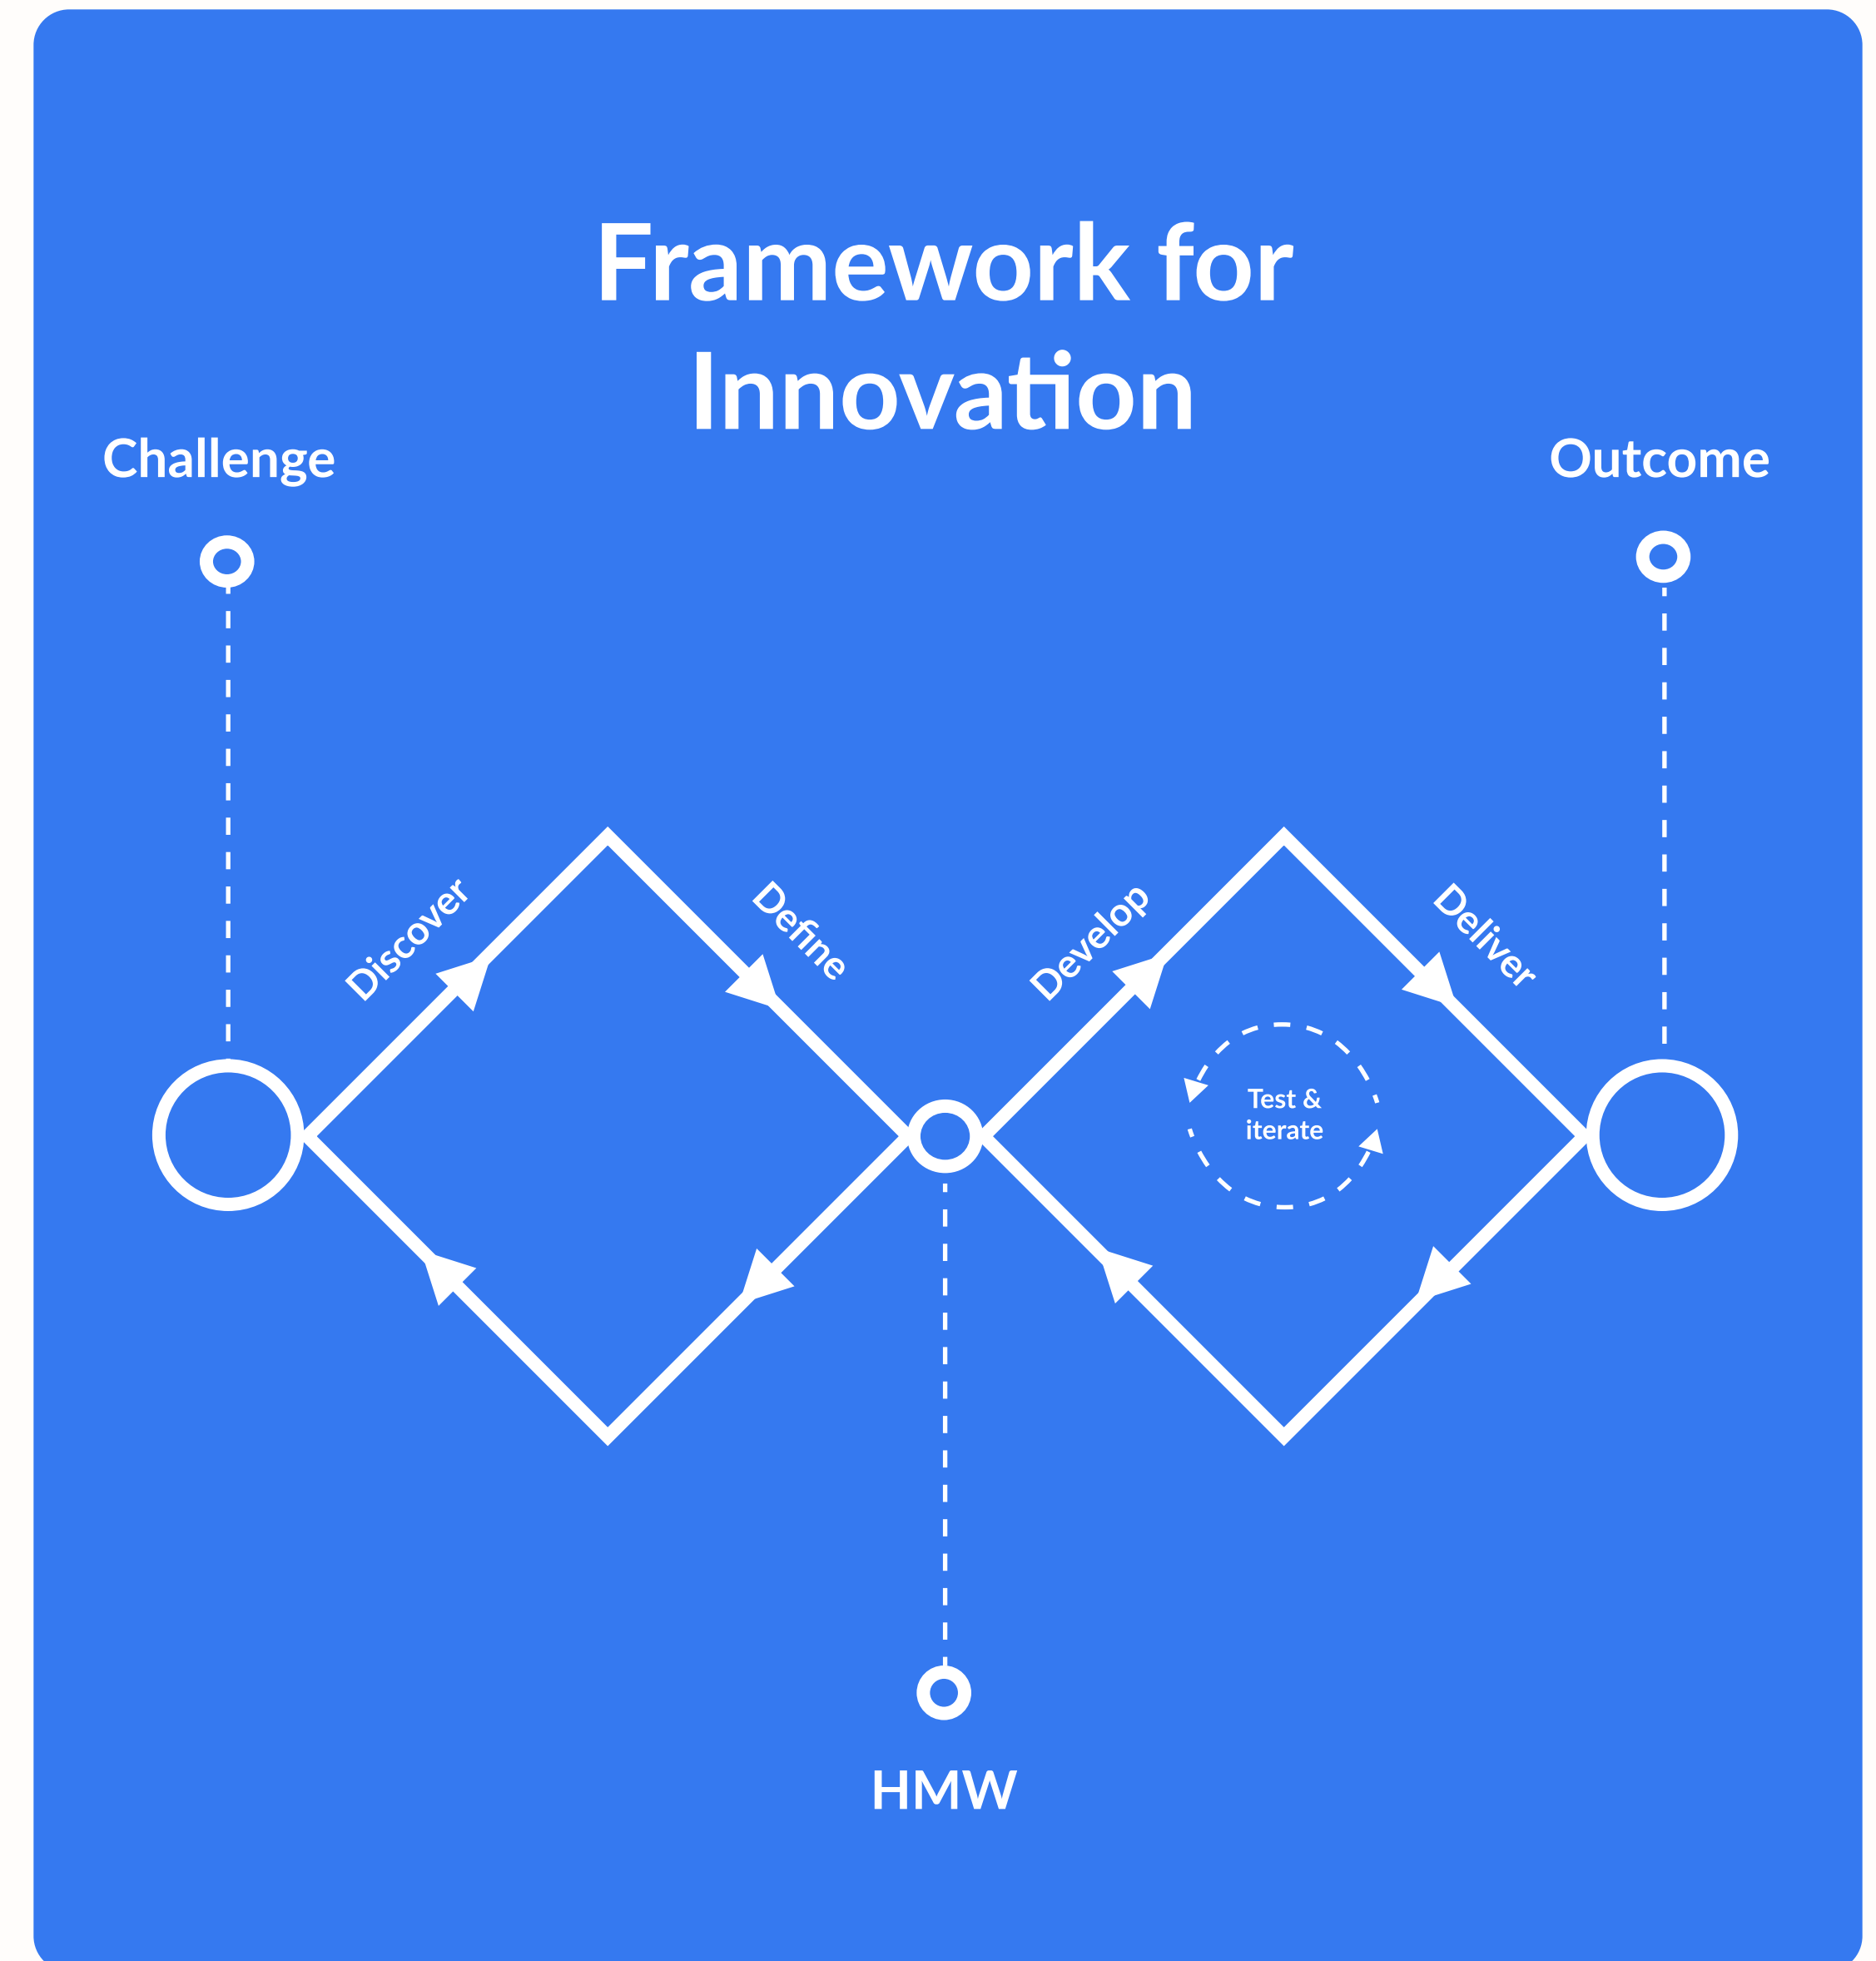 Framework for
Innovation
Challenge
Outcome
Discover
Define
Develop
Deliver
Test &
iterate
HMW